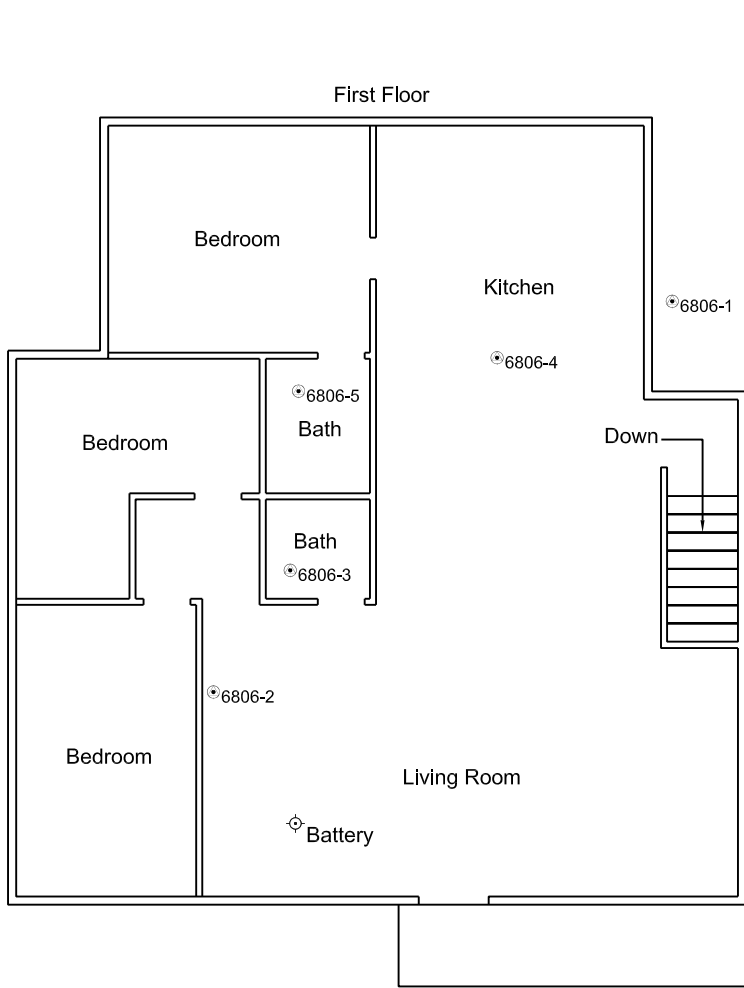 First Floor
Bedroom
Kitchen
6806-1
6806-4
6806-5
Bath
Down
Bedroom
Bath
6806-3
6806-2
Bedroom
Living Room
Battery